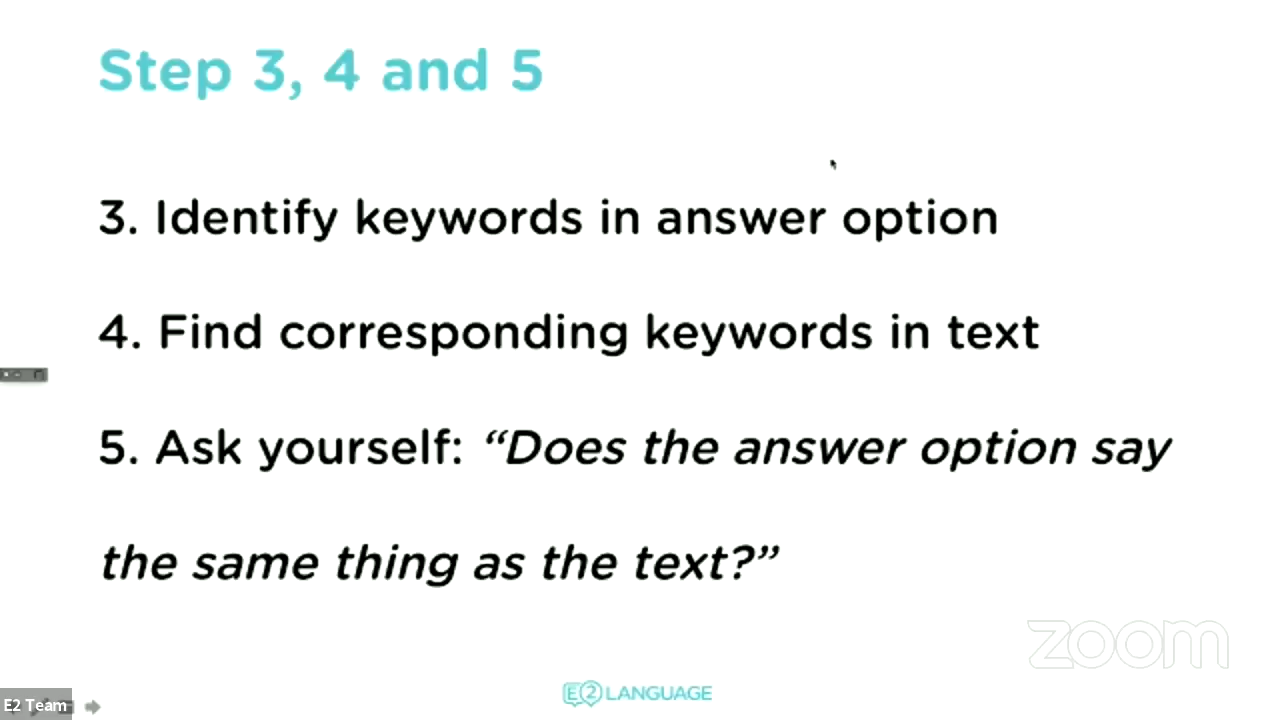 Step 3, 4 and 5
3. Identify keywords in answer option
4. Find corresponding keywords in text
5. Ask yourself: “Does the answer option say
the same thing as the text?”
zoom
E2 LANGUAGE
E2 Team